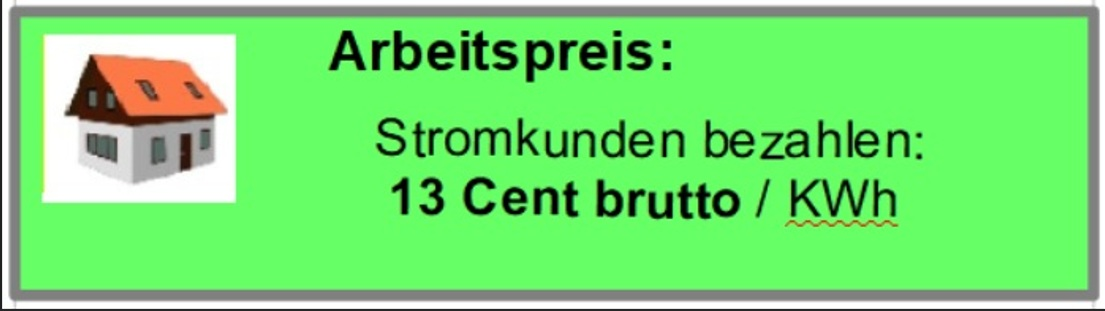 Arbeitspreis:
Stromkunden bezahlen:
13 Cent brutto / KWh